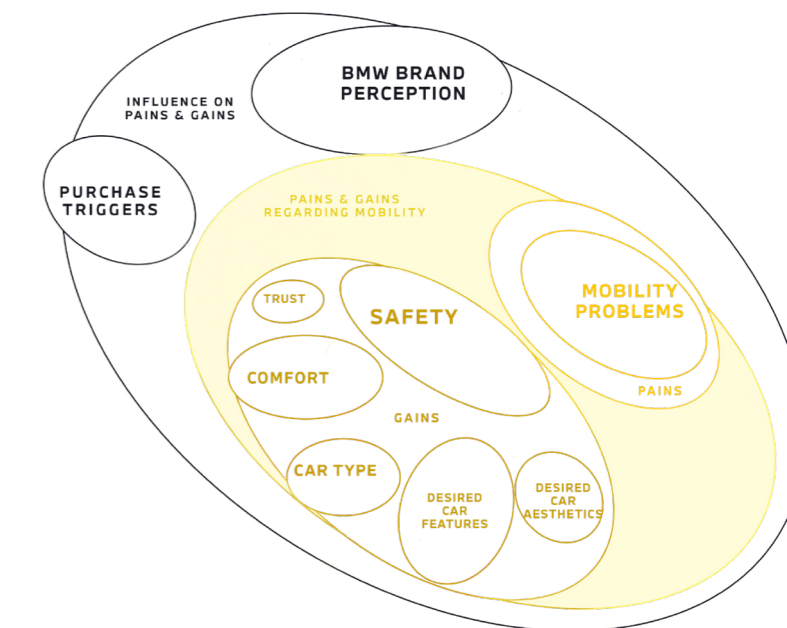 BMW BRAND
PERCEPTION
INFLUENCE ON
PAINS & GAINS
PURCHASE
TRIGGERS
PAINS & GAINS
REGARDING MOBILITY
MOBILITY
PROBLEMS
PAINS
TRUST
SAFETY
COMFORT
GAINS
CAR TYPE
DESIRED
CAR
FEATURES
DESIRED
CAR
AESTHETICS